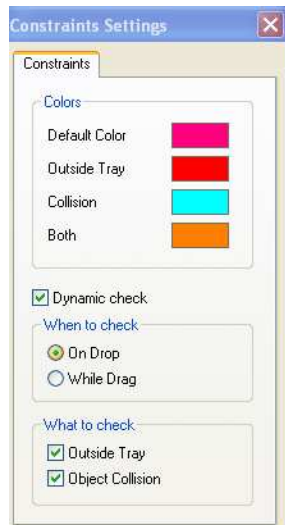 Constraints Settings
Constraints
Colors
Default Color
Outside Tray
Collision
Both
Dynamic check
When to check
On Drop
While Drag
What to check
Outside Tray
Object Collision